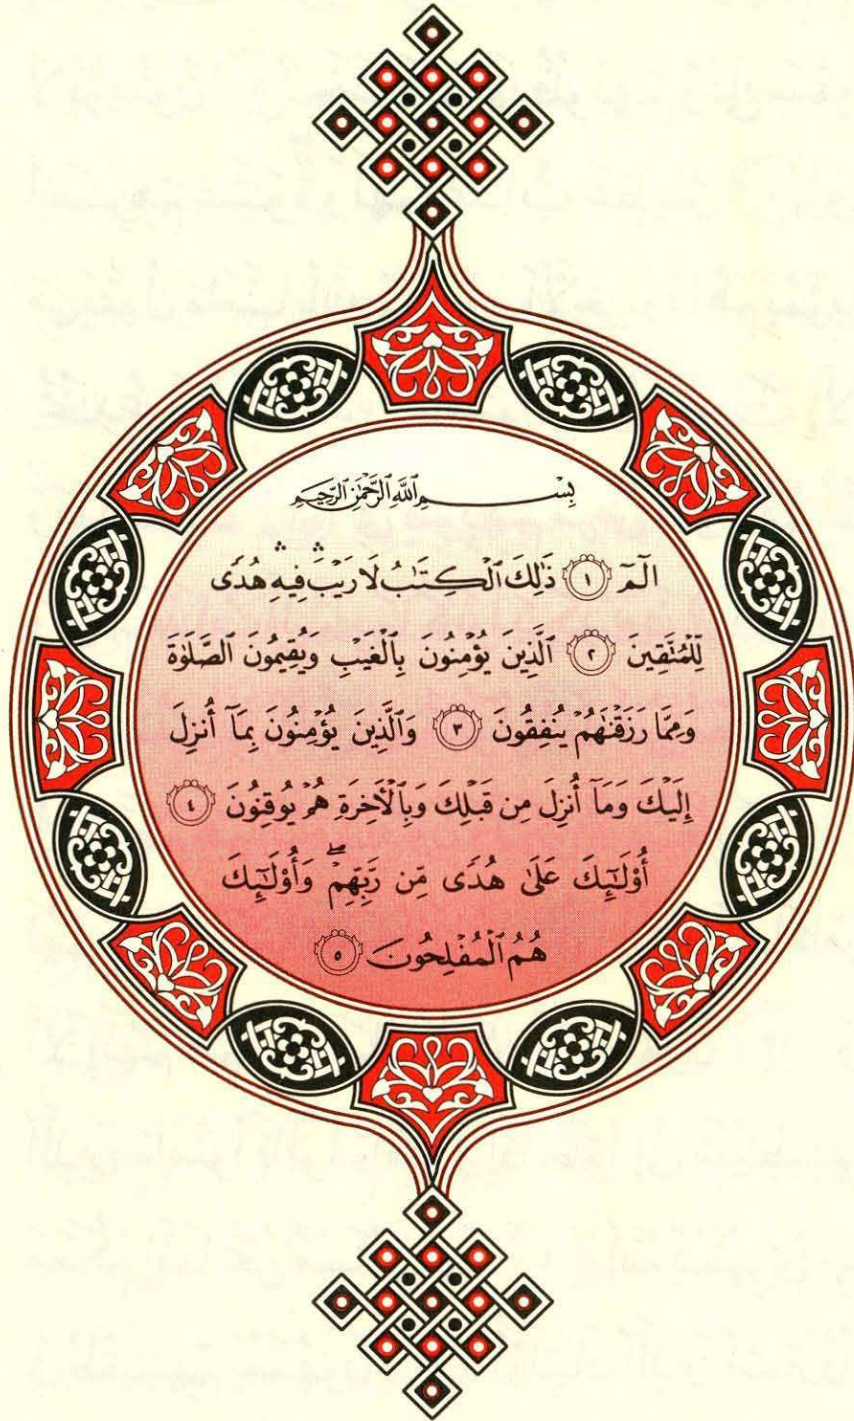 بِسْمِ ٱللَّهِ ٱلرَّحْمَٰنِ ٱلرَّحِيمِ
الٓمٓ ١ ذَٰلِكَ ٱلْكِتَٰبُ لَا رَيْبَ ۛ فِيهِ ۛ هُدًى
لِّلْمُتَّقِينَ ٢ ٱلَّذِينَ يُؤْمِنُونَ بِٱلْغَيْبِ وَيُقِيمُونَ ٱلصَّلَوٰةَ
وَمِمَّا رَزَقْنَٰهُمْ يُنفِقُونَ ٣ وَٱلَّذِينَ يُؤْمِنُونَ بِمَآ أُنزِلَ
إِلَيْكَ وَمَآ أُنزِلَ مِن قَبْلِكَ وَبِٱلْأَخِرَةِ هُمْ يُوقِنُونَ ٤
أُو۟لَٰٓئِكَ عَلَىٰ هُدًى مِّن رَّبِّهِمْ ۖ وَأُو۟لَٰٓئِكَ
هُمُ ٱلْمُفْلِحُونَ ٥